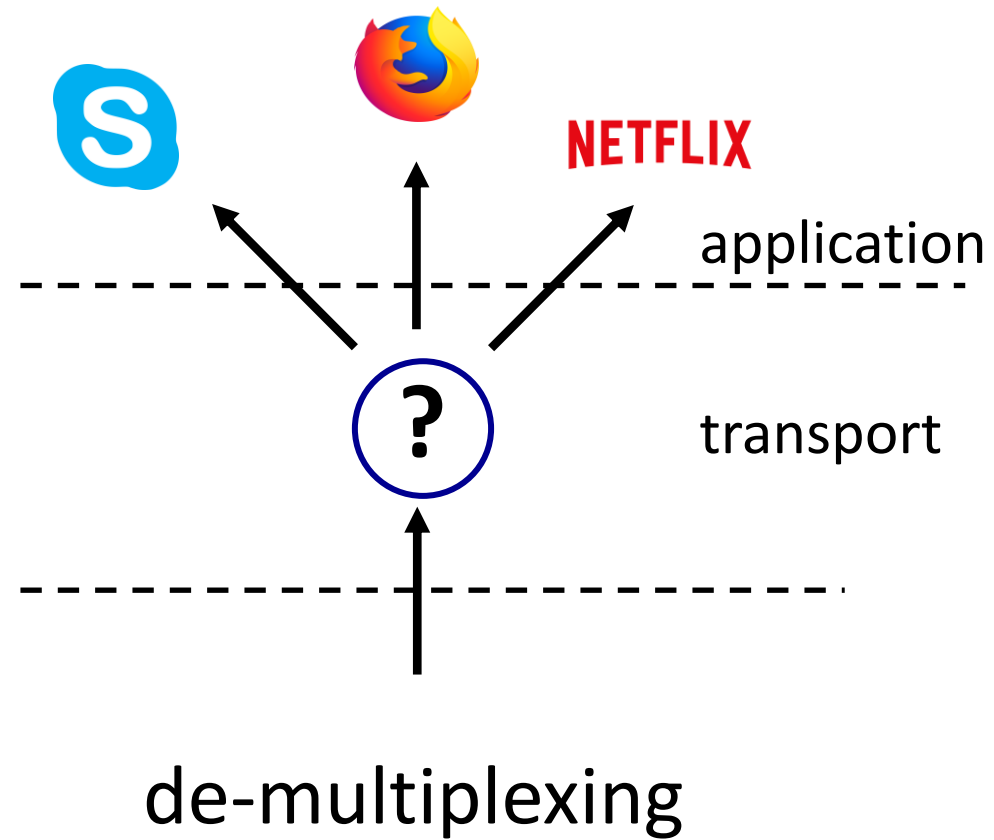 S
NETFLIX
application
?
transport
de-multiplexing